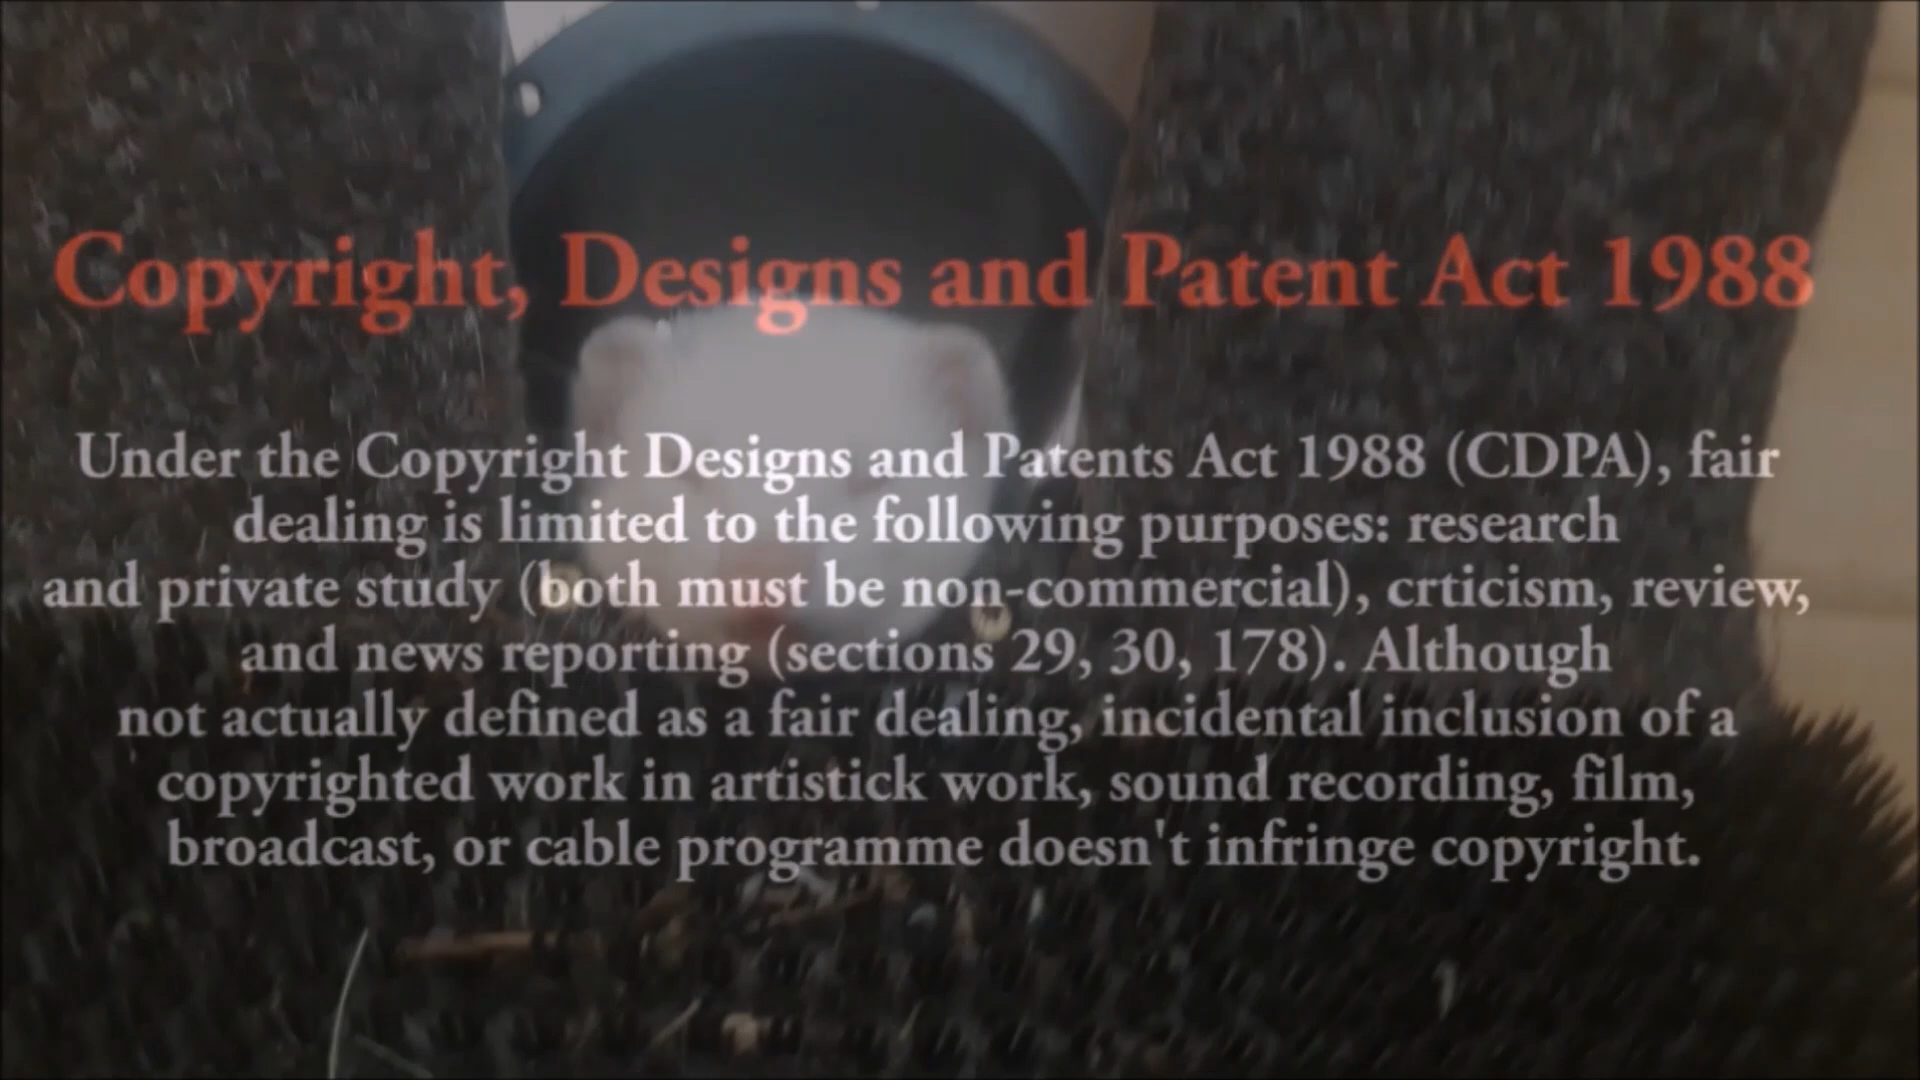 Copyright, Designs and Patent Act 1988
Under the Copyright Designs and Patents Act 1988 (CDPA), fair
dealing is limited to the following purposes: research
and private study (both must be non-commercial), crticism, review,
and news reporting (sections 29, 30, 178). Although
not actually defined as a fair dealing, incidental inclusion of a
copyrighted work in artistick work, sound recording, film,
broadcast, or cable programme doesn't infringe copyright.